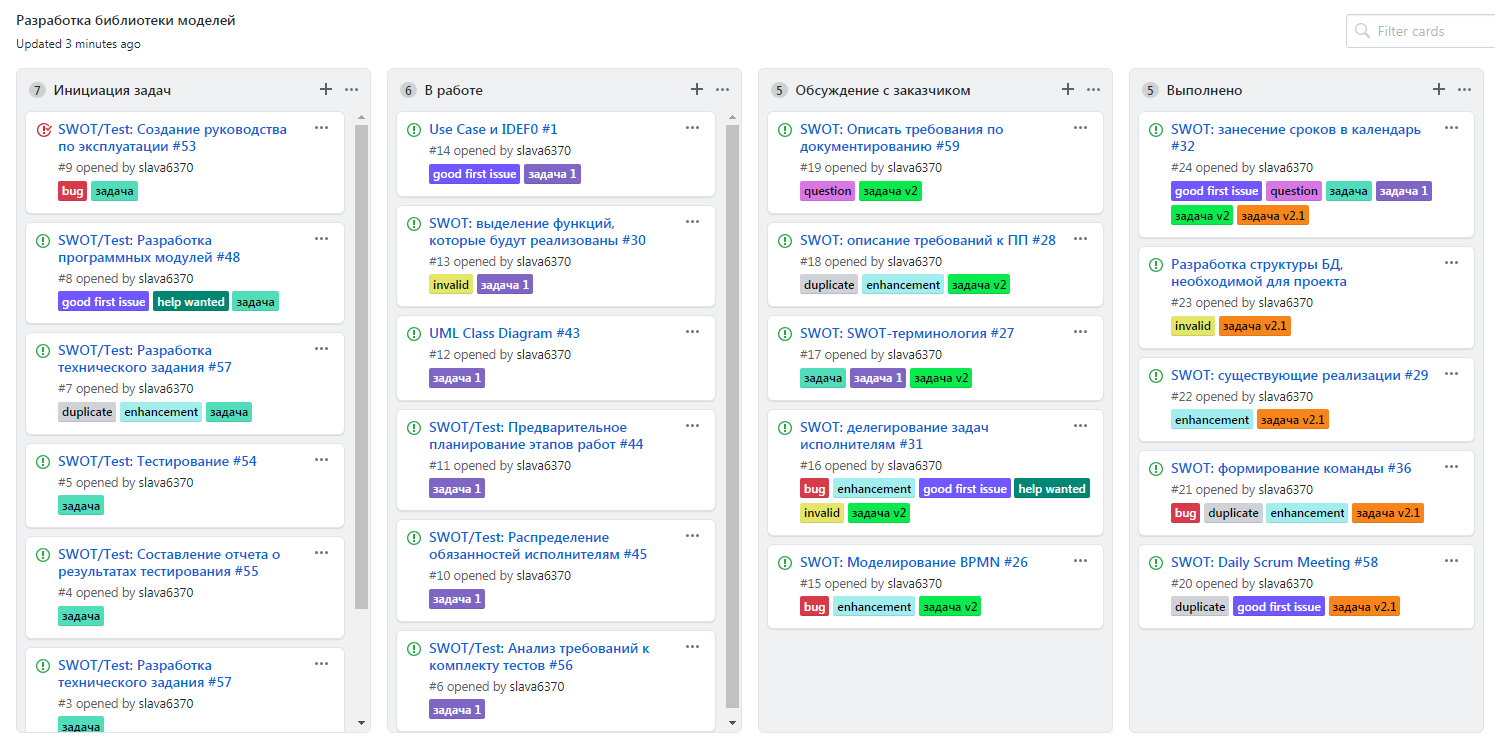 Разработка библиотеки моделей
Updated 3 minutes ago
Filter cards
7 Инициация задач
SWOT/Test: Создание руководства
по эксплуатации #53
#9 opened by slava6370
bug задача
SWOT/Test: Разработка
программных модулей #48
#8 opened by slava6370
good first issue help wanted задача
SWOT/Test: Разработка
технического задания #57
#7 opened by slava6370
duplicate enhancement задача
SWOT/Test: Тестирование #54
#5 opened by slava6370
задача
SWOT/Test: Составление отчета о
результатах тестирования #55
#4 opened by slava6370
задача
SWOT/Test: Разработка
технического задания #57
#3 opened by slava6370
задача
6 В работе
Use Case и IDEF0 #1
#14 opened by slava6370
good first issue задача 1
SWOT: выделение функций,
которые будут реализованы #30
#13 opened by slava6370
invalid задача 1
UML Class Diagram #43
#12 opened by slava6370
задача 1
SWOT/Test: Предварительное
планирование этапов работ #44
#11 opened by slava6370
задача 1
SWOT/Test: Распределение
обязанностей исполнителям #45
#10 opened by slava6370
задача 1
SWOT/Test: Анализ требований к
комплекту тестов #56
#6 opened by slava6370
задача 1
5 Обсуждение с заказчиком
SWOT: Описать требования по
документированию #59
#19 opened by slava6370
question задача v2
SWOT: описание требований к ПП #28
#18 opened by slava6370
duplicate enhancement задача v2
SWOT: SWOT-терминология #27
#17 opened by slava6370
задача задача 1 задача v2
SWOT: делегирование задач
исполнителям #31
#16 opened by slava6370
bug enhancement good first issue help wanted
invalid задача v2
SWOT: Моделирование BPMN #26
#15 opened by slava6370
bug enhancement задача v2
5 Выполнено
SWOT: занесение сроков в календарь
#32
#24 opened by slava6370
good first issue question задача задача 1
задача v2 задача v2.1
Разработка структуры БД,
необходимой для проекта
#23 opened by slava6370
invalid задача v2.1
SWOT: существующие реализации #29
#22 opened by slava6370
enhancement задача v2.1
SWOT: формирование команды #36
#21 opened by slava6370
bug duplicate enhancement задача v2.1
SWOT: Daily Scrum Meeting #58
#20 opened by slava6370
duplicate good first issue задача v2.1